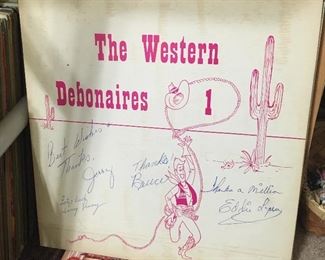 The Western
Debonaires 1
Best Wishes
Thanks,
Jerry
Thanks!
Bruce
Thanks a Million
Eddie